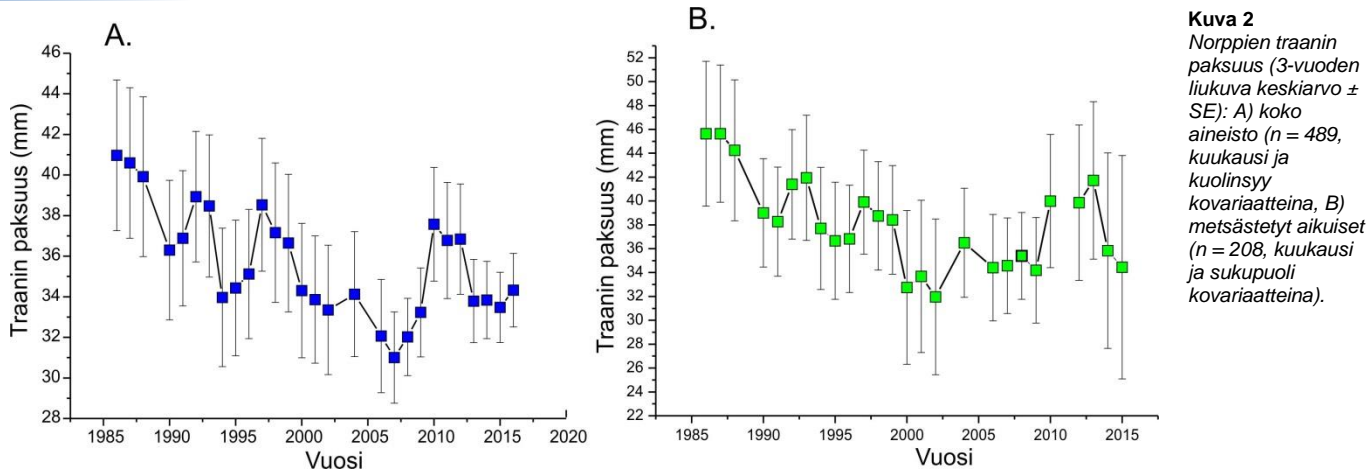 A.
46
44
42
40
38
36
34
32
30
28
Traanin paksuus (mm)
1985 1990 1995 2000 2005 2010 2015 2020
Vuosi
B.
52
50
48
46
44
42
40
38
36
34
32
30
28
26
24
22
Traanin paksuus (mm)
1985 1990 1995 2000 2005 2010 2015
Vuosi
Kuva 2
Norppien traanin
paksuus (3-vuoden
liukuva keskiarvo ±
SE): A) koko
aineisto (n = 489,
kuukausi ja
kuolinsyy
kovariaatteina, B)
metsästetyt aikuiset
(n = 208, kuukausi
ja sukupuoli
kovariaatteina).